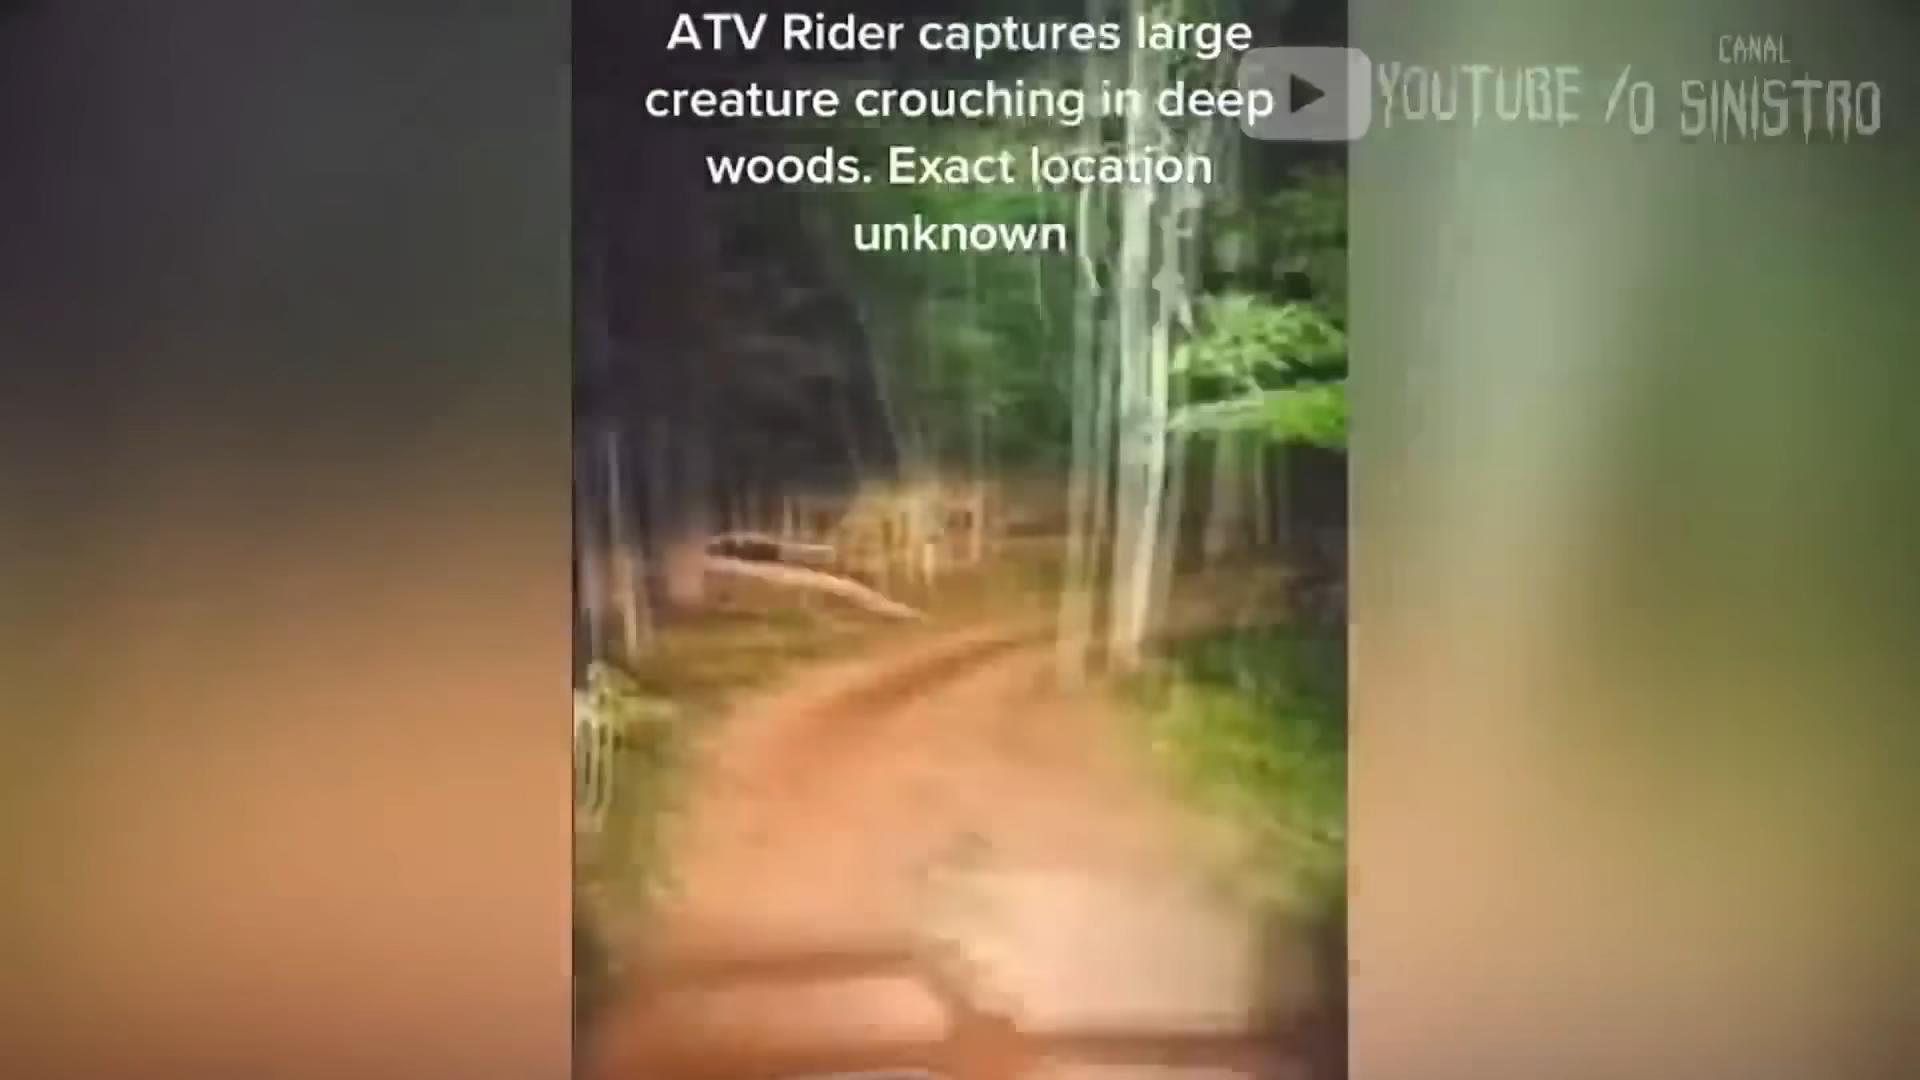 ATV Rider captures large
creature crouching in deep
woods. Exact location
unknown
CANAL
YOUTUBE /O SINISTRO